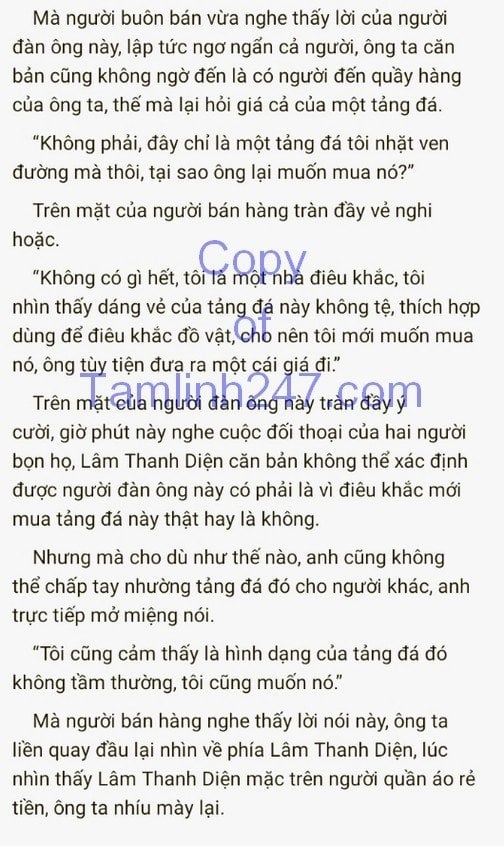 Mà người buôn bán vừa nghe thấy lời của người
đàn ông này, lập tức ngơ ngẩn cả người, ông ta căn
bản cũng không ngờ đến là có người đến quầy hàng
của ông ta, thế mà lại hỏi giá cả của một tảng đá.
“Không phải, đây chỉ là một tảng đá tôi nhặt ven
đường mà thôi, tại sao ông lại muốn mua nó?”
Trên mặt của người bán hàng tràn đầy vẻ nghi
hoặc.
Copy
“Không có gì hết, tôi là một nhà điêu khắc, tôi
nhìn thấy dáng vẻ của tảng đá này không tệ, thích hợp
of
dùng để điêu khắc đồ vật, cho nên tôi mới muốn mua
nó, ông tùy tiện đưa ra một cái giá đi.”
Tamlinh247.com
Trên mặt của người đàn ông này tràn đầy ý
cười, giờ phút này nghe cuộc đối thoại của hai người
bọn họ, Lâm Thanh Diện căn bản không thể xác định
được người đàn ông này có phải là vì điêu khắc mới
mua tảng đá này thật hay là không.
Nhưng mà cho dù như thế nào, anh cũng không
thể chấp tay nhường tảng đá đó cho người khác, anh
trực tiếp mở miệng nói.
“Tôi cũng cảm thấy là hình dạng của tảng đá đó
không tầm thường, tôi cũng muốn nó.”
Mà người bán hàng nghe thấy lời nói này, ông ta
liền quay đầu lại nhìn về phía Lâm Thanh Diện, lúc
nhìn thấy Lâm Thanh Diện mặc trên người quần áo rẻ
tiền, ông ta nhíu mày lại.